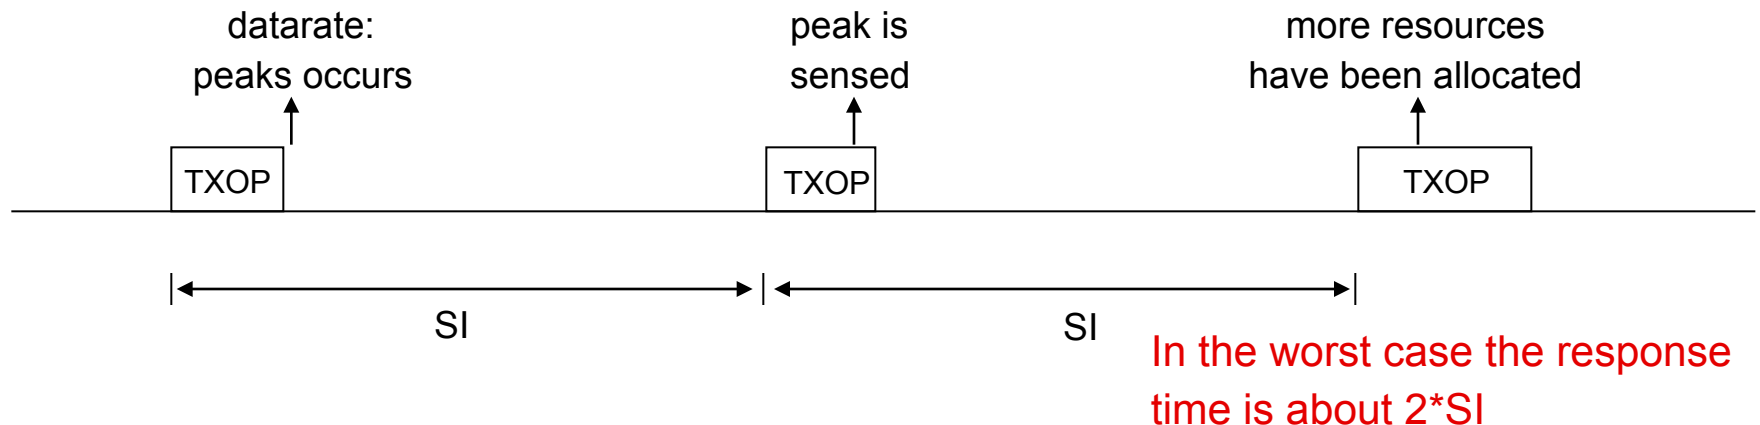 datarate:
peaks occurs
peak is
sensed
more resources
have been allocated
TXOP
TXOP
TXOP
SI
SI
In the worst case the response
time is about 2*SI